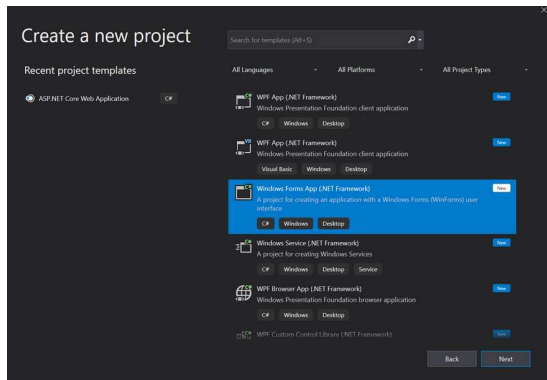 Create a new project
Search for templates (Alt+S)
Recent project templates
All Languages All Platforms All Project Types
ASP.NET Core Web Application C#
WPF App (.NET Framework) New
Windows Presentation Foundation client application
C# Windows Desktop
WPF App (.NET Framework) New
Windows Presentation Foundation client application
Visual Basic Windows Desktop
Windows Forms App (.NET Framework) New
A project for creating an application with a Windows Forms (WinForms) user
interface
C# Windows Desktop
Windows Service (.NET Framework) New
A project for creating Windows Services
C# Windows Desktop Service
WPF Browser App (.NET Framework) New
Windows Presentation Foundation browser application
C# Windows Desktop
WPF Custom Control Library (.NET Framework) New
Back Next